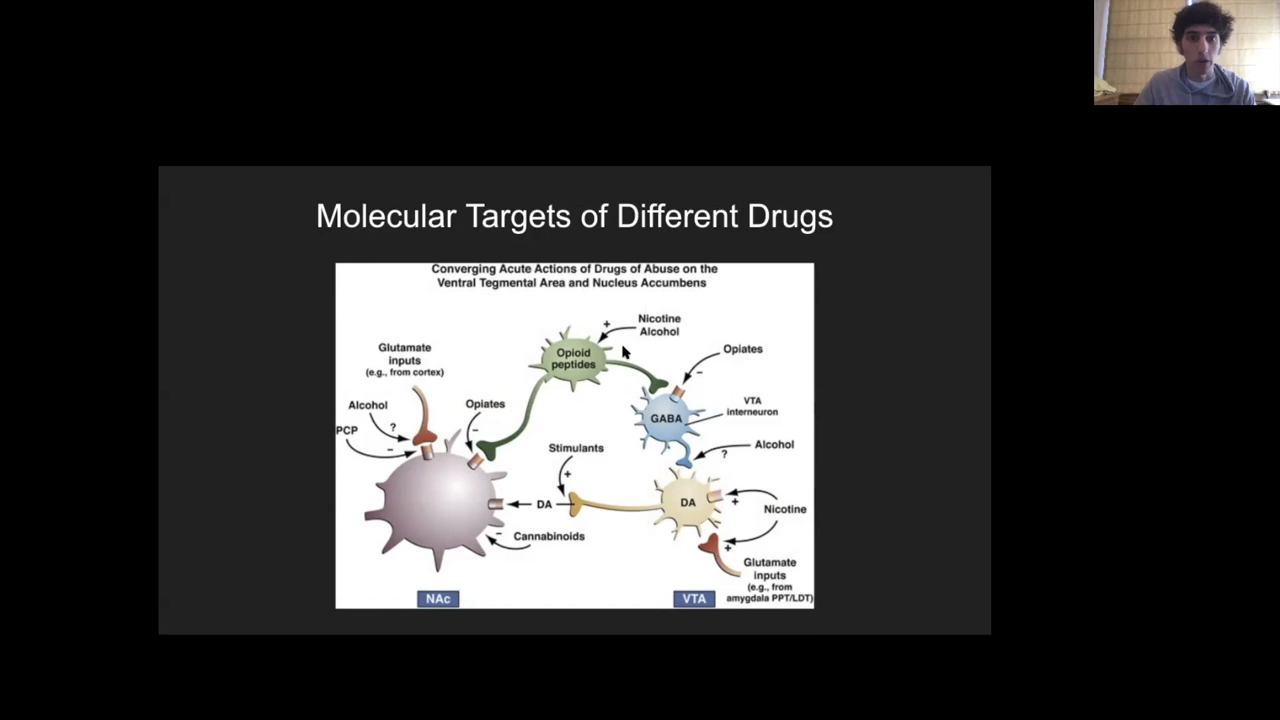 Molecular Targets of Different Drugs
Converging Acute Actions of Drugs of Abuse on the
Ventral Tegmental Area and Nucleus Accumbens
Nicotine
Alcohol
+
Opioid
peptides
Glutamate
inputs
(e.g., from cortex)
Opiates
–
Alcohol
?
PCP
–
Opiates
–
GABA
VTA
interneuron
Stimulants
+
Alcohol
?
DA
DA
+
Nicotine
+
Cannabinoids
–
Glutamate
inputs
(e.g., from
amygdala PPT/LDT)
NAc
VTA